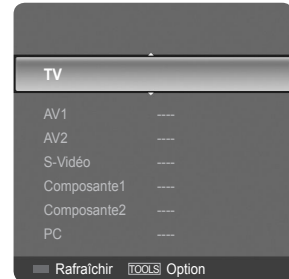 TV
AV1 ----
AV2 ----
S-Vidéo ----
Composante1 ----
Composante2 ----
PC ----
Rafraîchir TOOLS Option